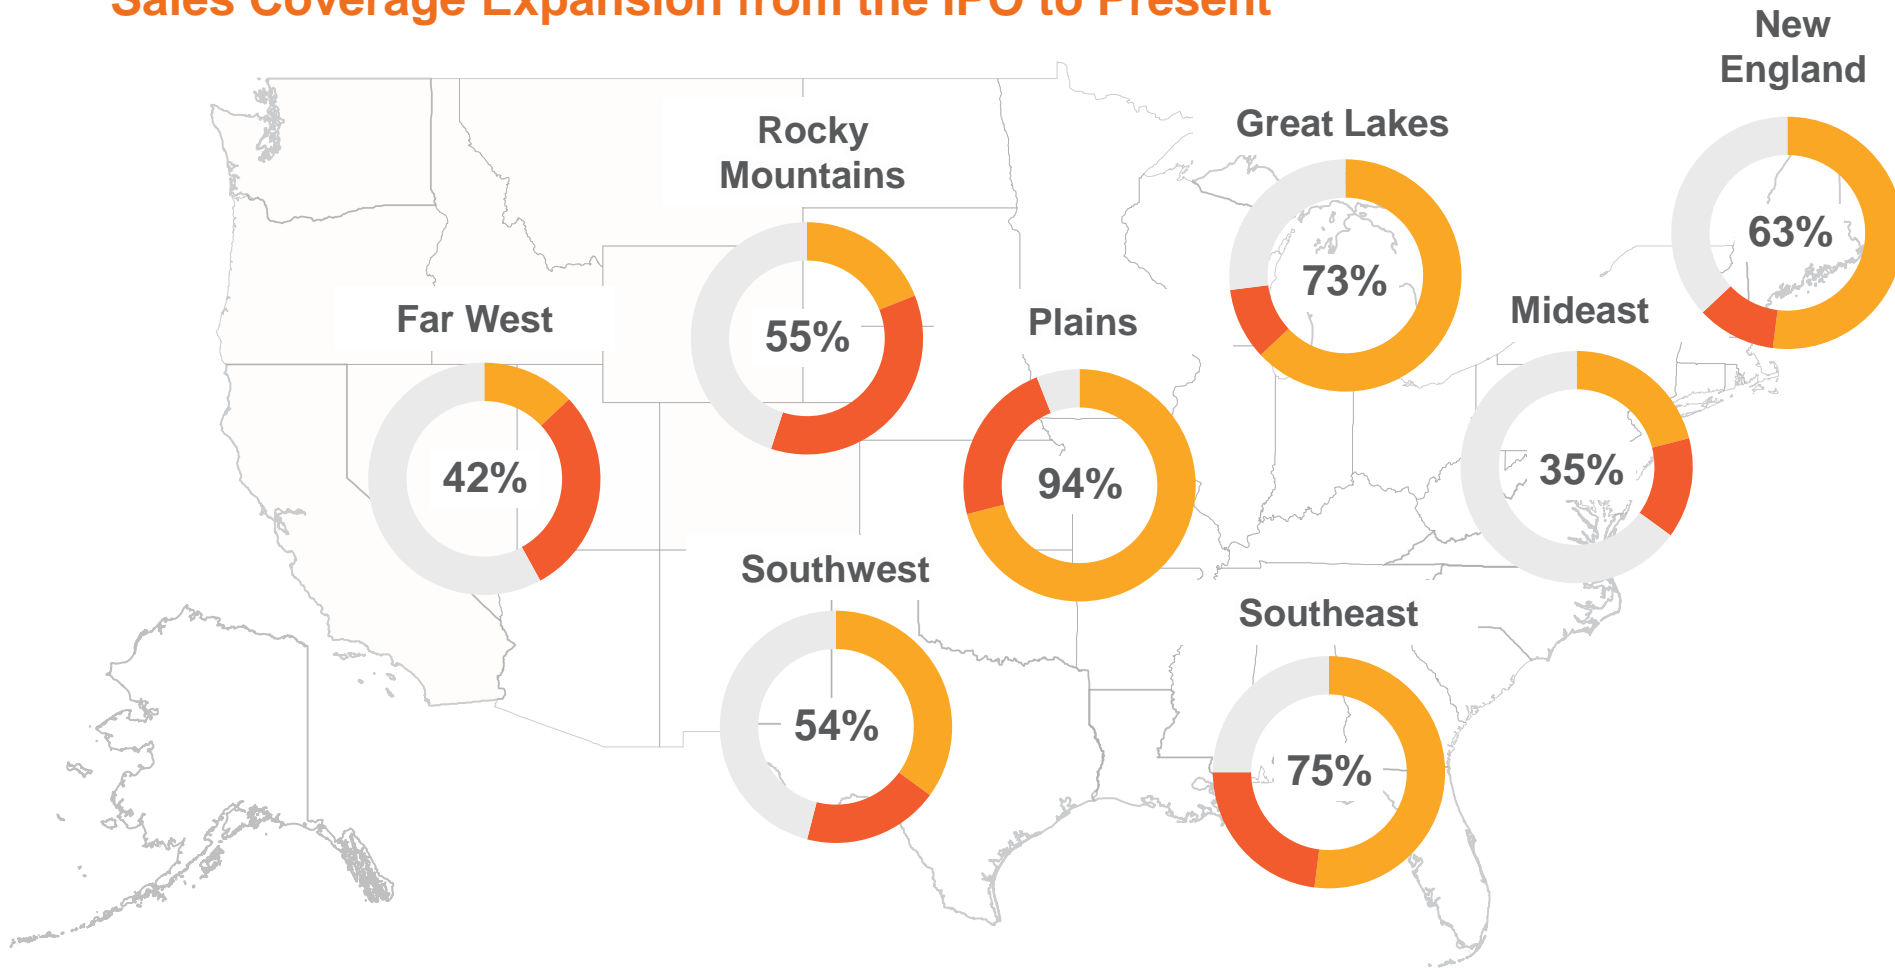 Sales Coverage Expansion from the IPO to Present
New
England
Great Lakes
Rocky
Mountains
63%
73%
Mideast
Far West
Plains
55%
35%
42%
94%
Southwest
Southeast
54%
75%